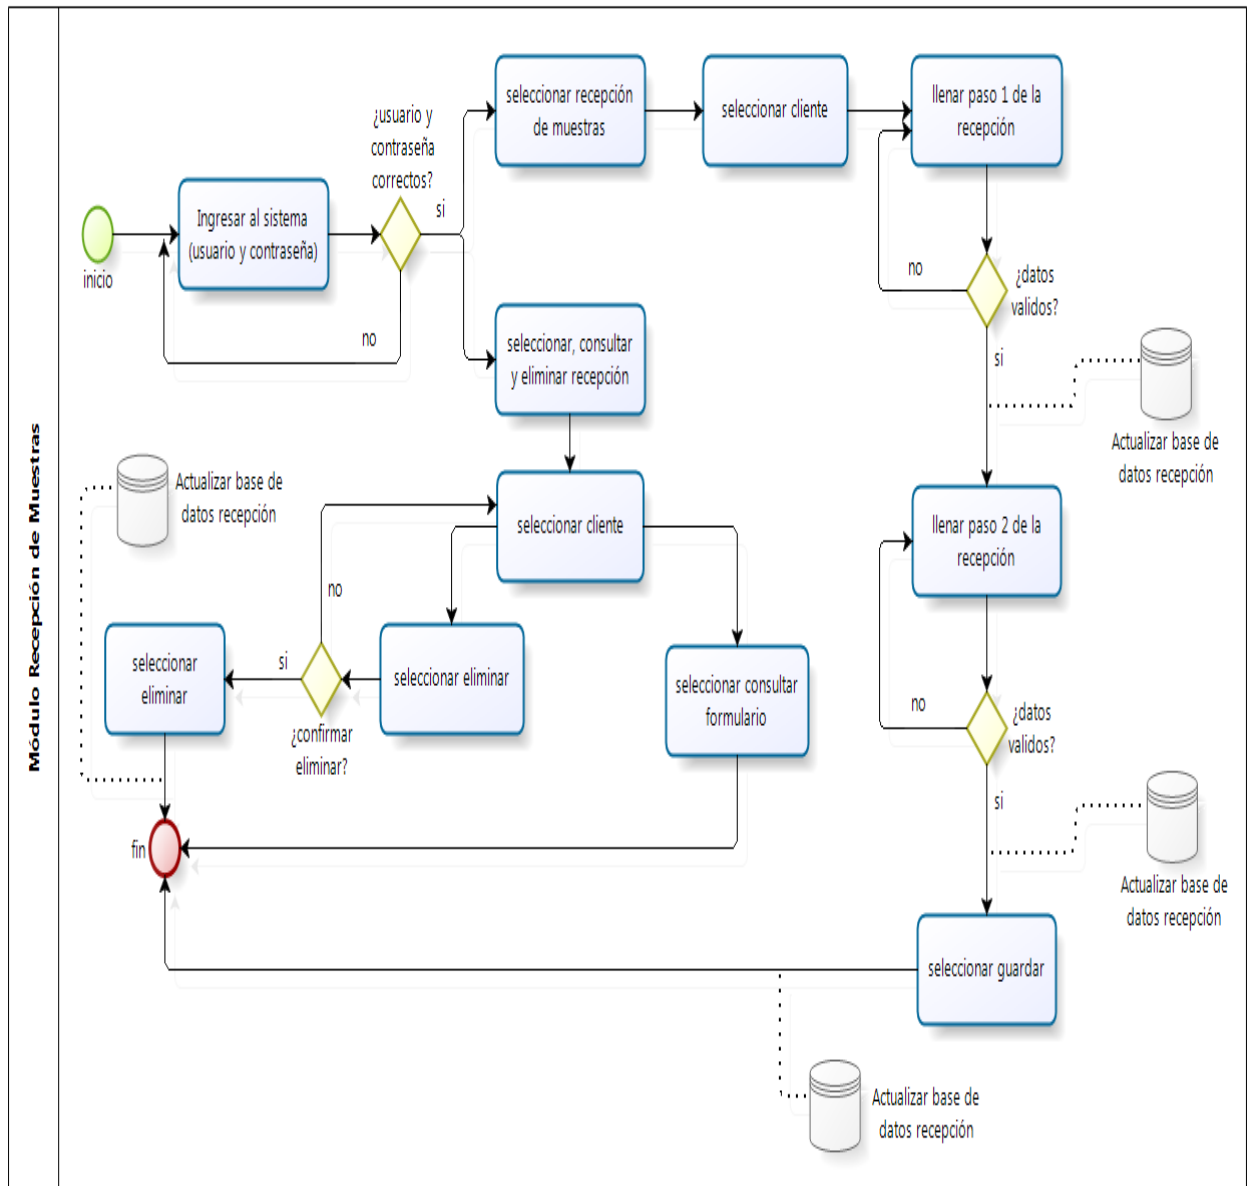 Módulo Recepción de Muestras
inicio
Ingresar al sistema
(usuario y contraseña)
¿usuario y
contraseña
correctos?
si
no
seleccionar recepción
de muestras
seleccionar cliente
llenar paso 1 de la
recepción
no
¿datos
validos?
si
Actualizar base de
datos recepción
seleccionar, consultar
y eliminar recepción
seleccionar cliente
Actualizar base de
datos recepción
no
seleccionar
eliminar
si
¿confirmar
eliminar?
seleccionar eliminar
seleccionar consultar
formulario
llenar paso 2 de la
recepción
no
¿datos
validos?
si
Actualizar base de
datos recepción
fin
seleccionar guardar
Actualizar base de
datos recepción